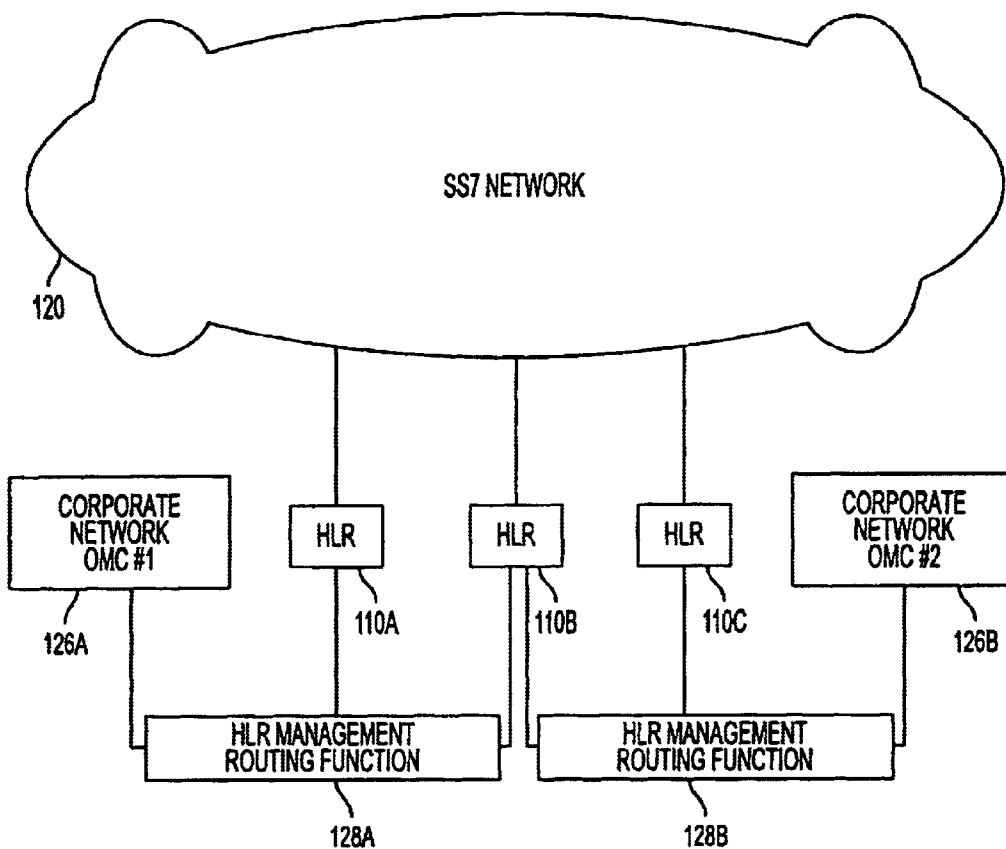 SS7 NETWORK
120
CORPORATE
NETWORK
OMC #1
HLR
HLR
HLR
CORPORATE
NETWORK
OMC #2
126A
110A
110B
110C
126B
HLR MANAGEMENT
ROUTING FUNCTION
HLR MANAGEMENT
ROUTING FUNCTION
128A
128B